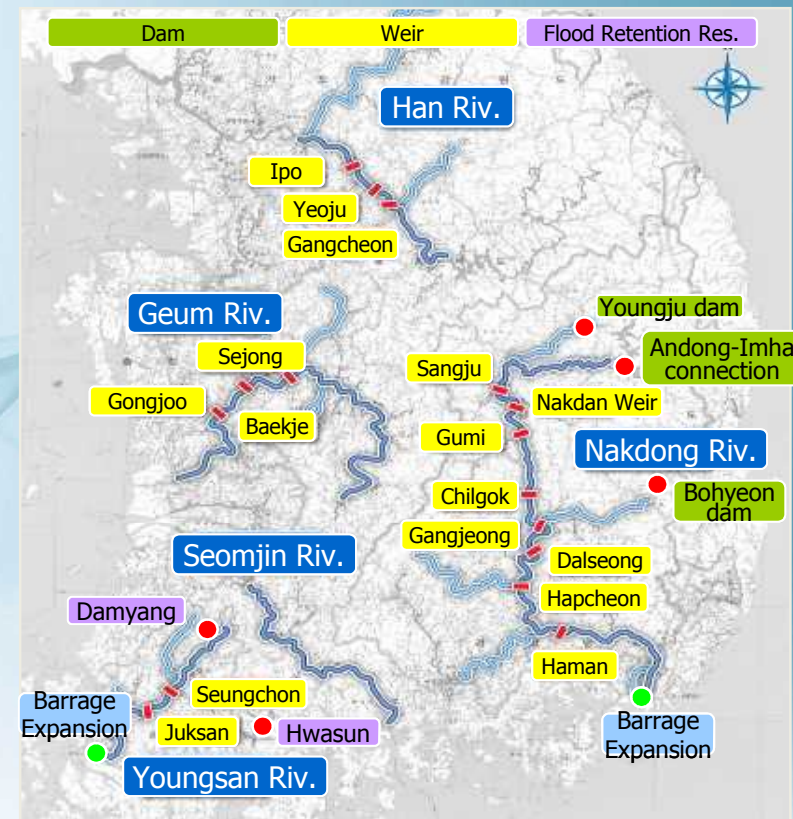 Dam
Weir
Flood Retention Res.
Han Riv.
Ipo
Yeoju
Gangcheon
Geum Riv.
Sejong
Gongjoo
Baekje
Youngju dam
Andong-Imha
connection
Sangju
Nakdan Weir
Gumi
Nakdong Riv.
Chilgok
Bohyeon
dam
Gangjeong
Dalseong
Hapcheon
Haman
Seomjin Riv.
Damyang
Seungchon
Barrage
Expansion
Juksan
Hwasun
Youngsan Riv.
Barrage
Expansion